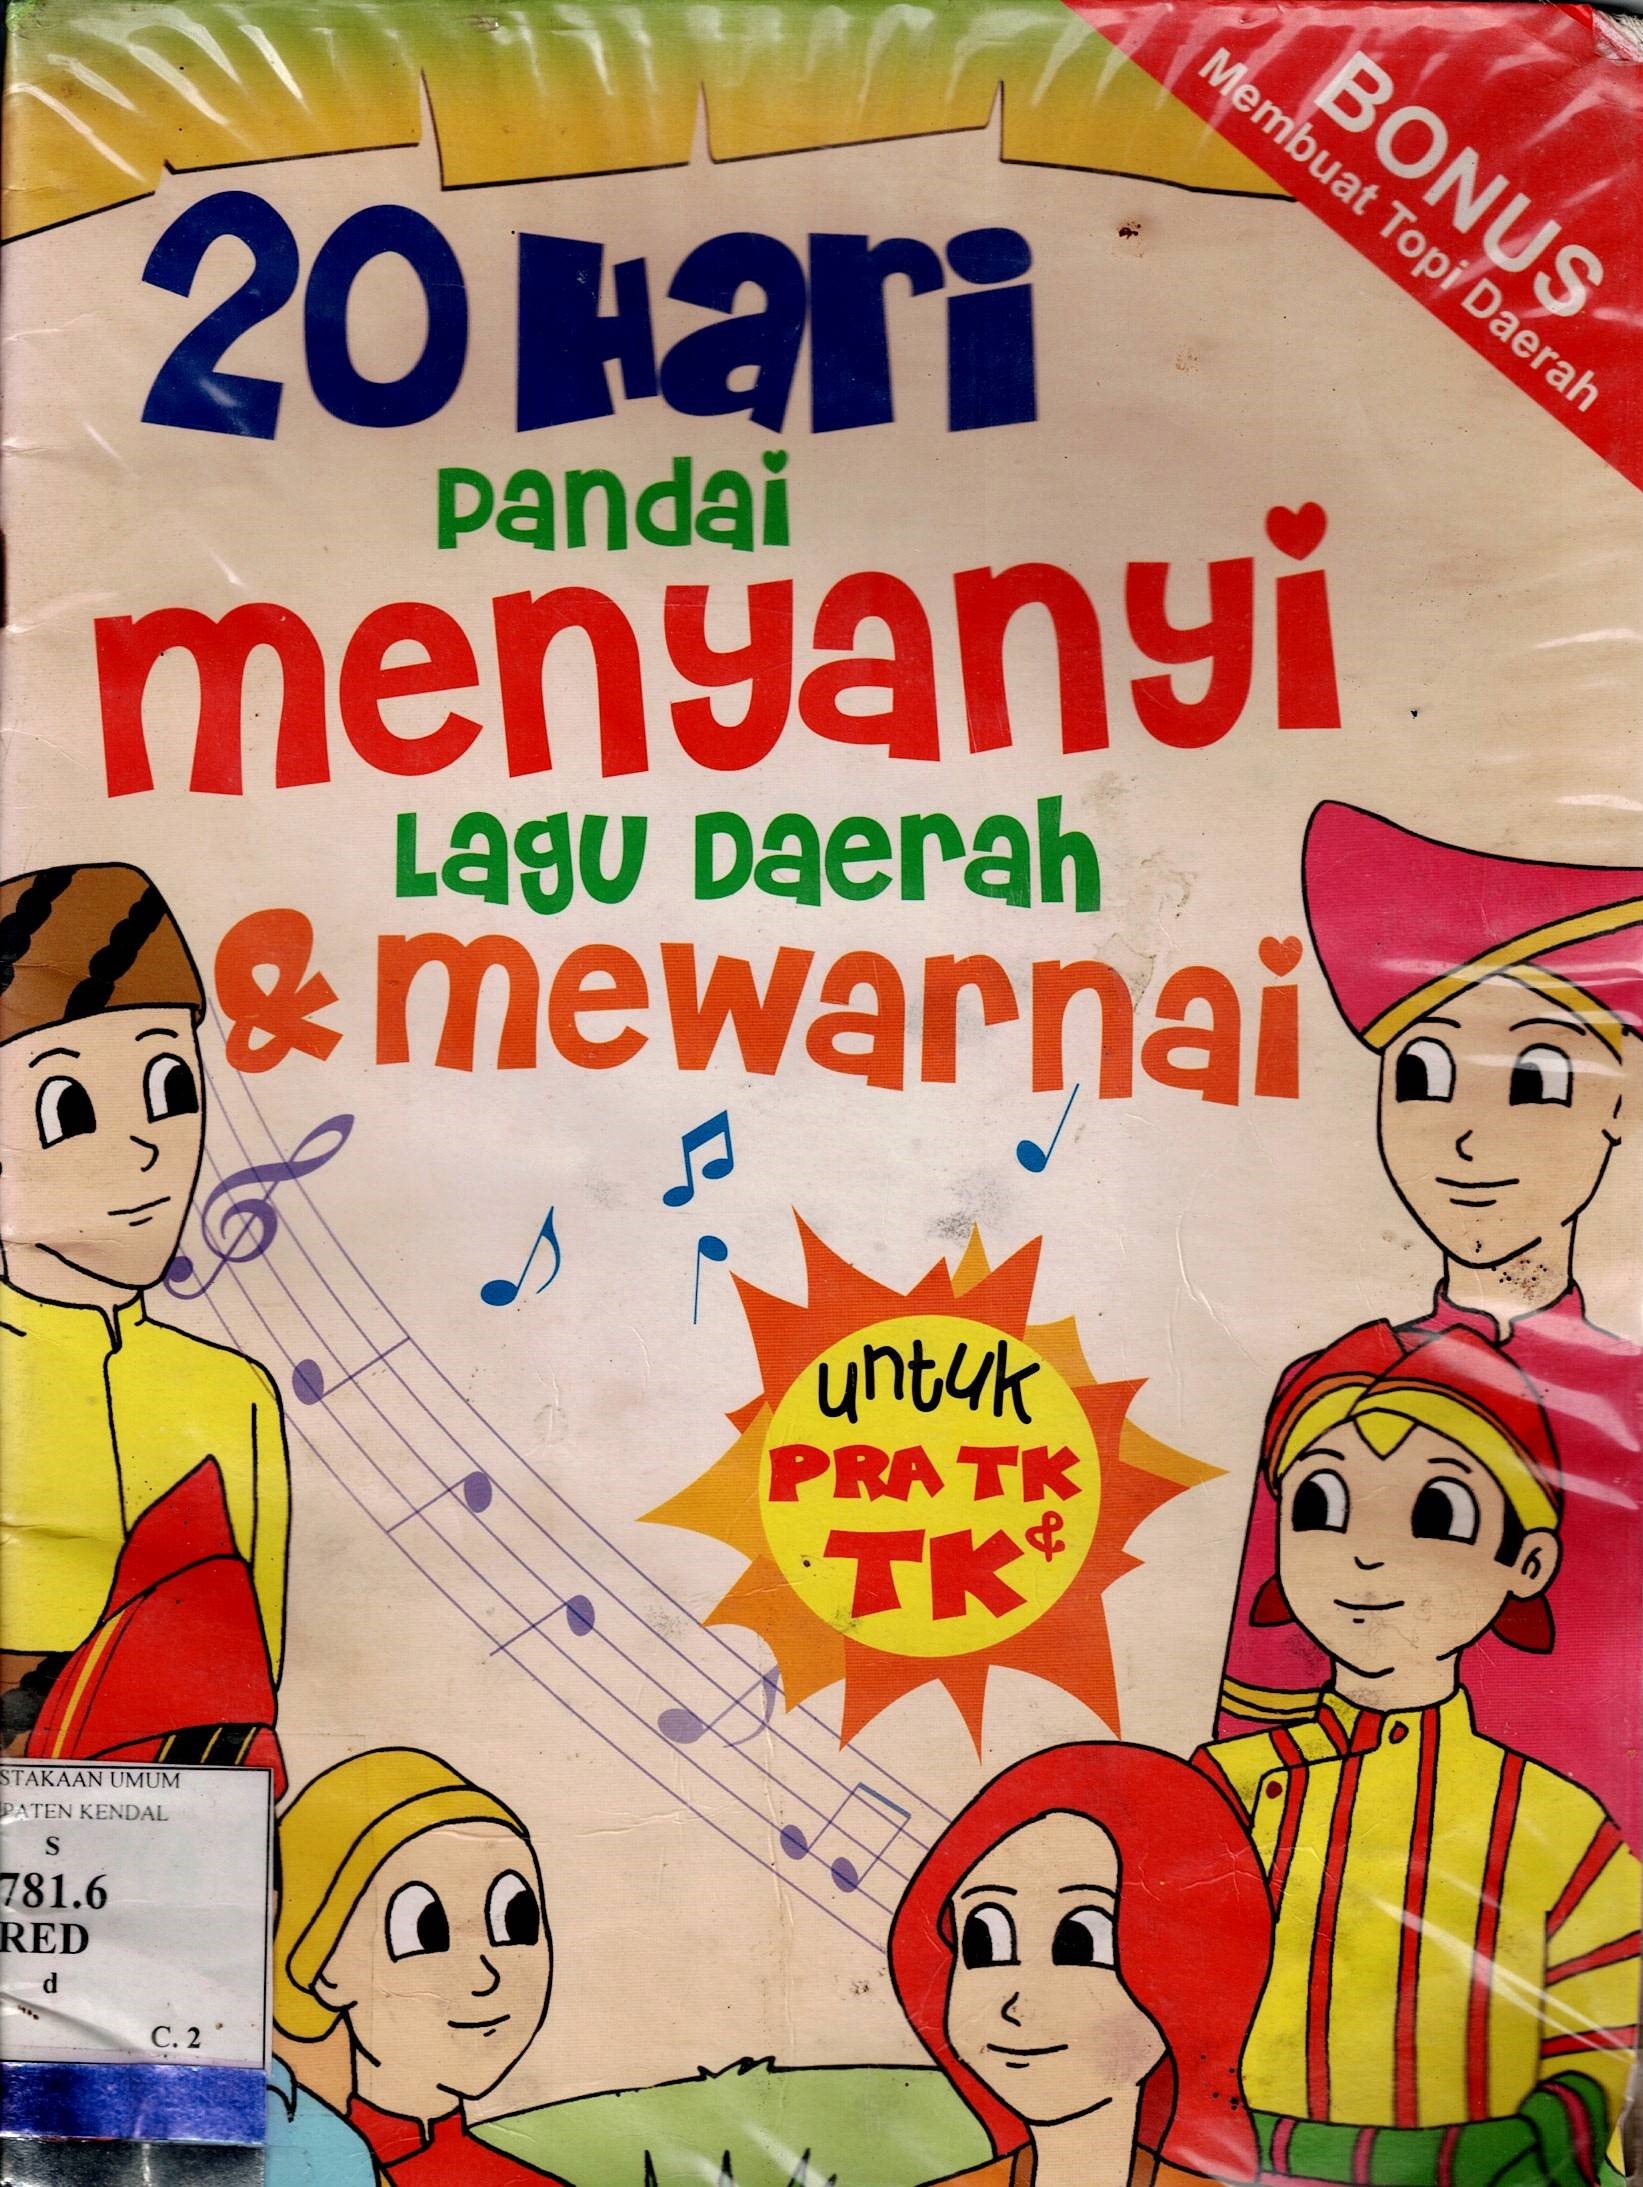 BONUS
Membuat Topi Daerah
20 Hari
pandai
menyanyi
Lagu Daerah
& mewarnai
untuk
PRA TK
&
TK
STAKAAN UMUM
PATEN KENDAL
S
781.6
RED
d
C. 2